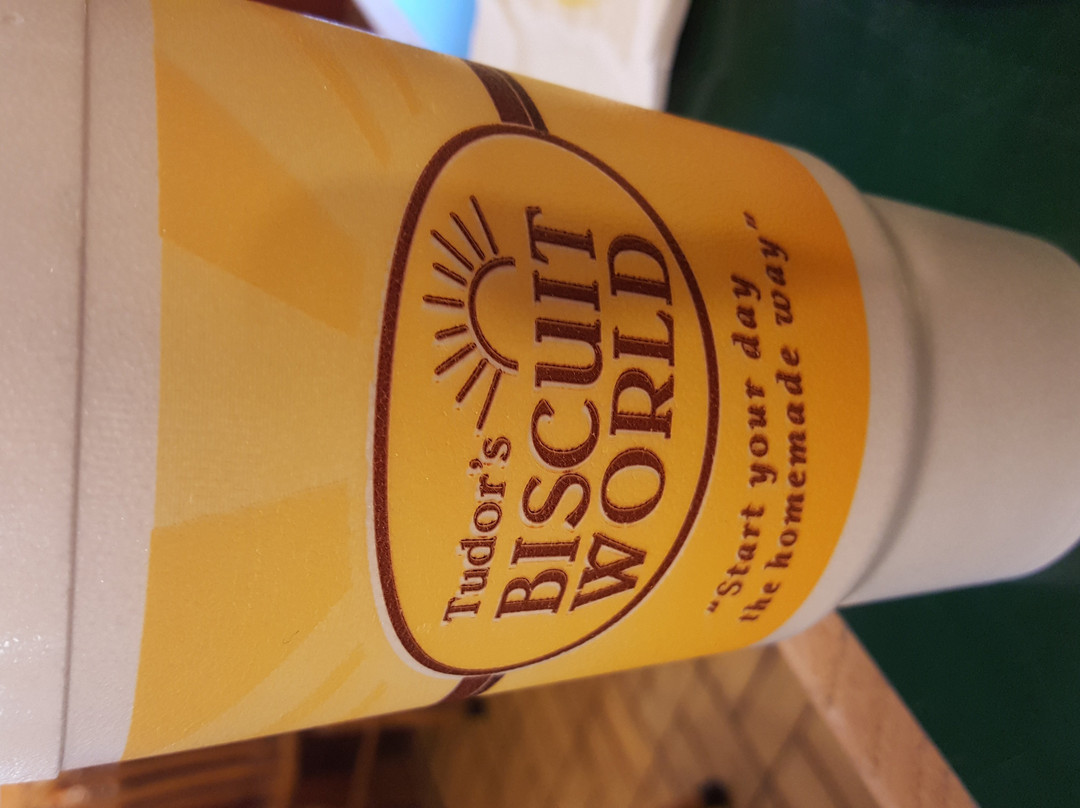 Tudor's
BISCUIT
WORLD
“Start your day
the homemade way”